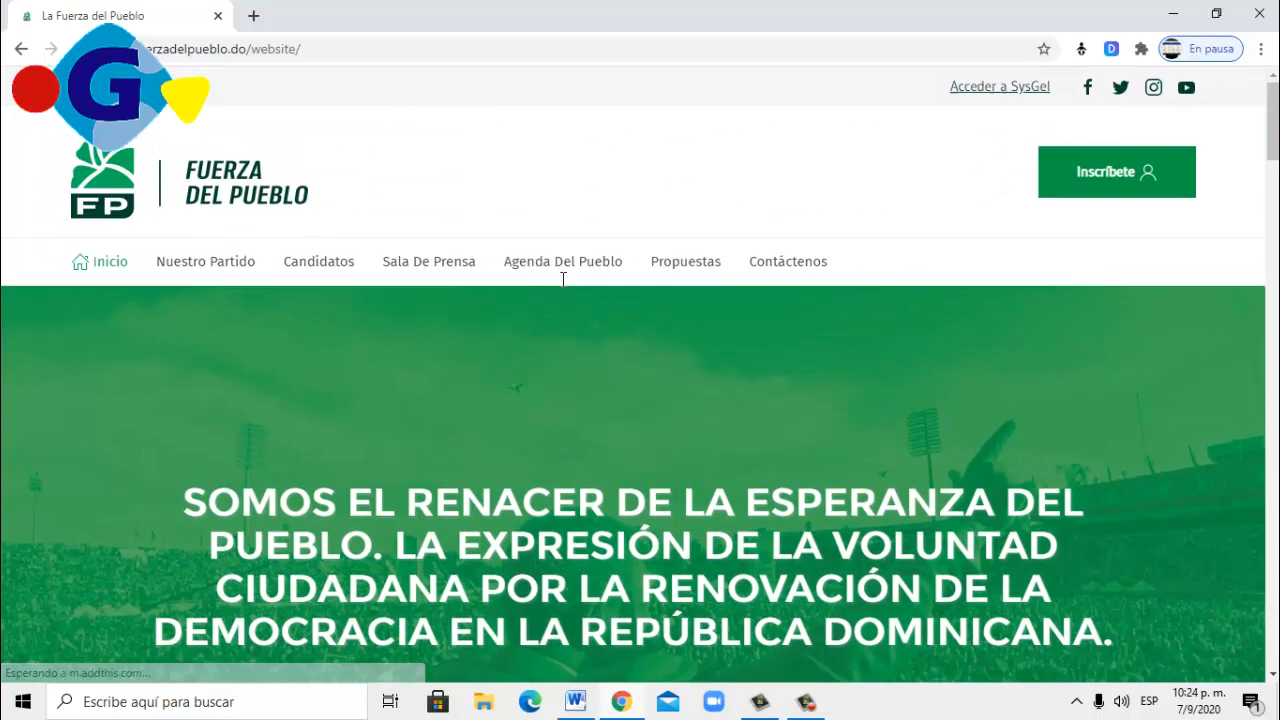 La Fuerza del Pueblo
erzadelpueblo.do/website/
En pausa
G
Acceder a SysGel
FP
FUERZA
DEL PUEBLO
Inscríbete
Inicio Nuestro Partido Candidatos Sala De Prensa Agenda Del Pueblo Propuestas Contáctenos
SOMOS EL RENACER DE LA ESPERANZA DEL
PUEBLO. LA EXPRESIÓN DE LA VOLUNTAD
CIUDADANA POR LA RENOVACIÓN DE LA
DEMOCRACIA EN LA REPÚBLICA DOMINICANA.
Esperando a m.addthis.com...
Escribe aquí para buscar
ESP
10:24 p. m.
7/9/2020